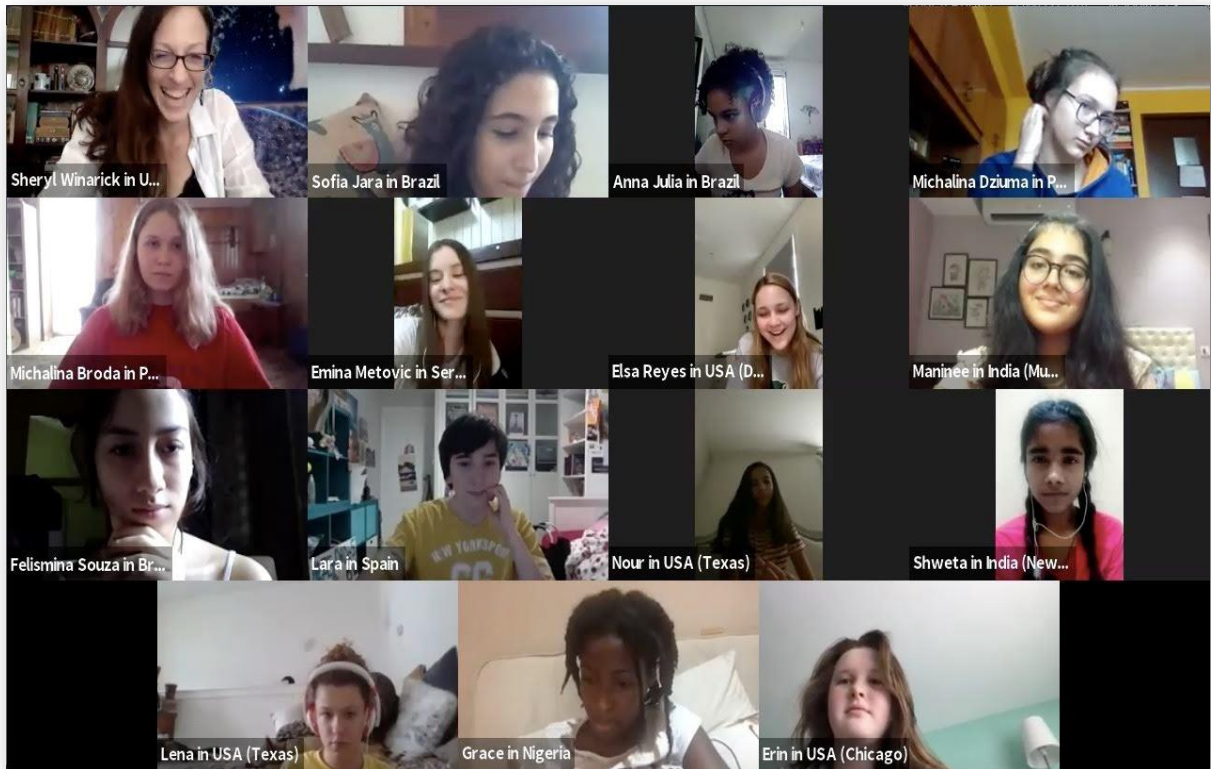 Sheryl Winarick in U...
Sofia Jara in Brazil
Anna Julia in Brazil
Michalina Dziuma in P...
Michalina Broda in P...
Emina Metovic in Ser...
Elsa Reyes in USA (D...
Maninee in India (Mu...
Felismina Souza in Br...
Lara in Spain
Nour in USA (Texas)
Shweta in India (New...
NEW YORKSPOR
Lena in USA (Texas)
Grace in Nigeria
Erin in USA (Chicago)